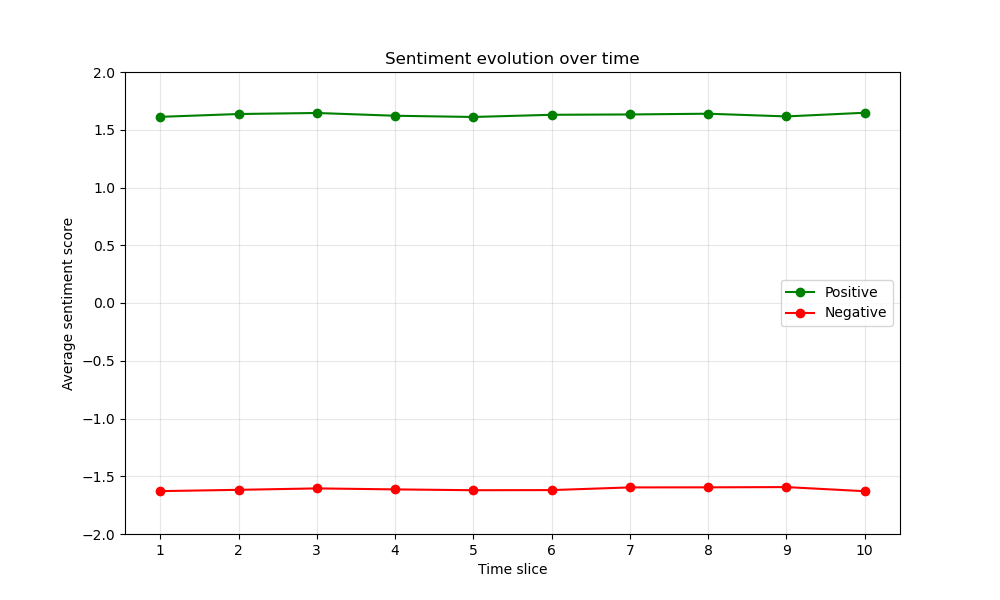 Sentiment evolution over time
Average sentiment score
2.0
1.5
1.0
0.5
0.0
−0.5
−1.0
−1.5
−2.0
Positive
Negative
1 2 3 4 5 6 7 8 9 10
Time slice